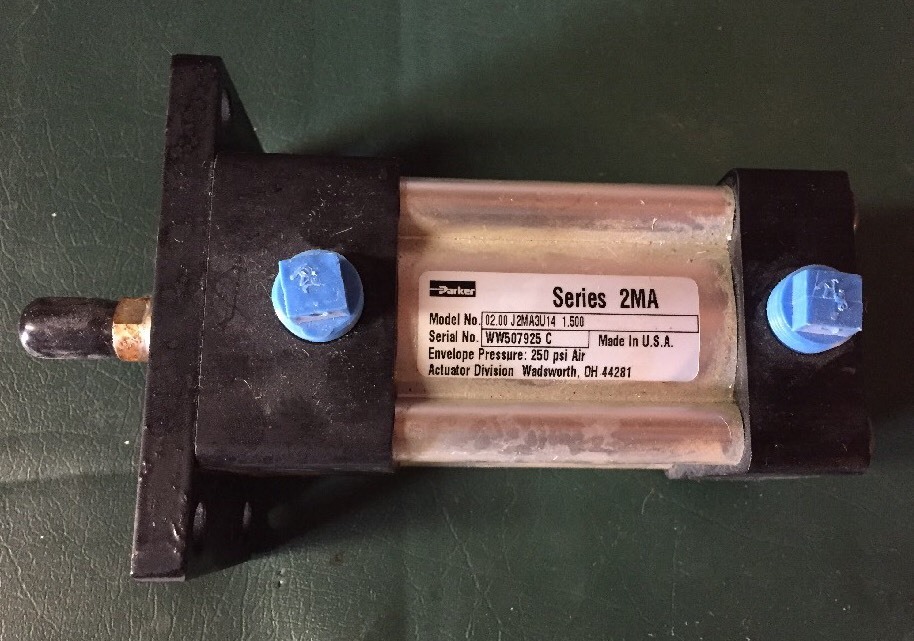 Parker
Series 2MA
Model No. 02.00 J2MA3U14 1.500
Serial No. WW507925 C Made In U.S.A.
Envelope Pressure: 250 psi Air
Actuator Division Wadsworth, OH 44281